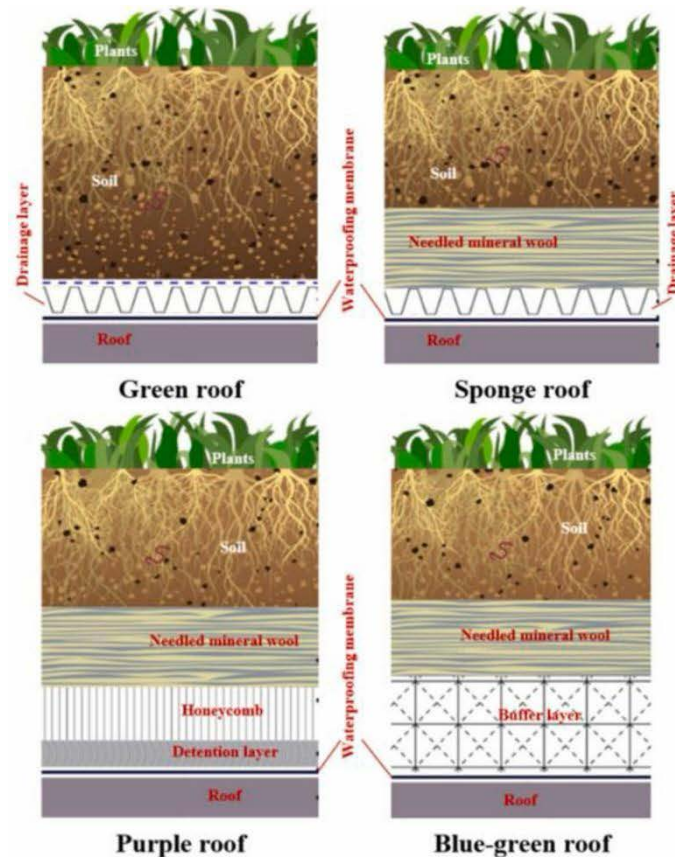 Plants
Soil
Drainage layer
Roof
Green roof
Waterproofing membrane
Plants
Soil
Needled mineral wool
Drainage layer
Roof
Sponge roof
Plants
Soil
Needled mineral wool
Honeycomb
Detention layer
Roof
Purple roof
Waterproofing membrane
Plants
Soil
Needled mineral wool
Buffer layer
Roof
Blue-green roof